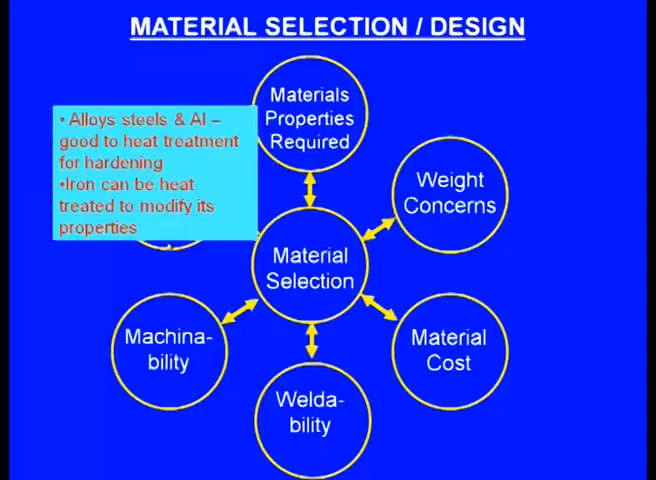 MATERIAL SELECTION / DESIGN
Materials
Properties
Required
• Alloys steels & Al –
good to heat treatment
for hardening
•Iron can be heat
treated to modify its
properties
Weight
Concerns
Material
Selection
Machina-
bility
Material
Cost
Welda-
bility